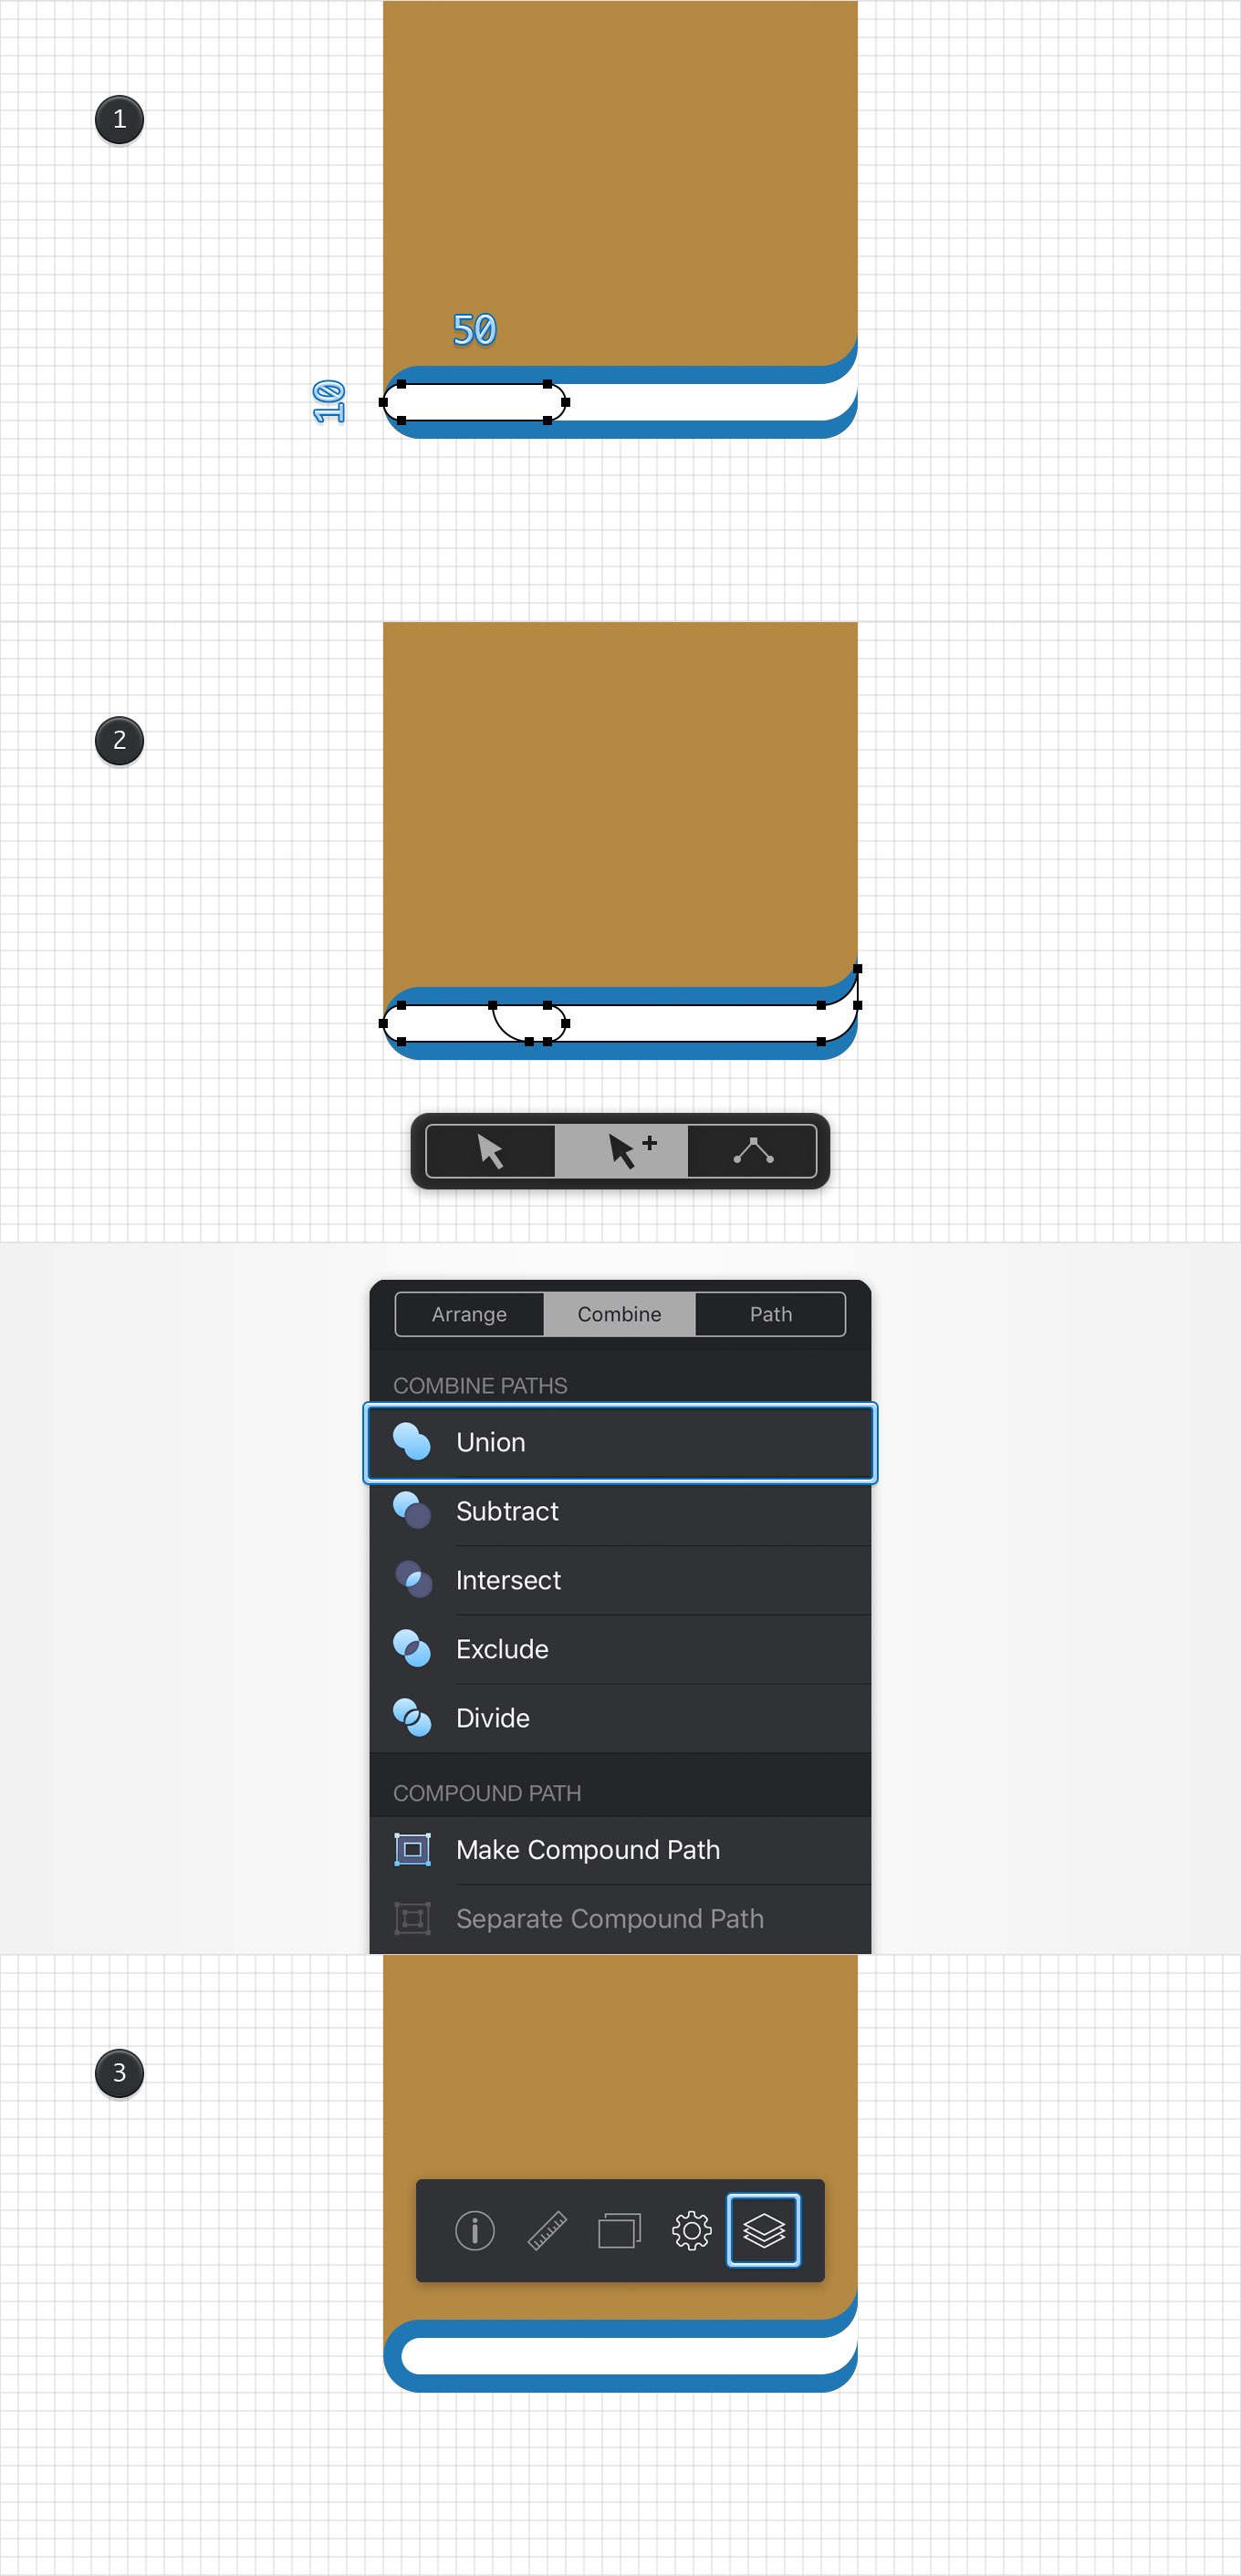 1
50
10
2
Arrange Combine Path
COMBINE PATHS
Union
Subtract
Intersect
Exclude
Divide
COMPOUND PATH
Make Compound Path
Separate Compound Path
3